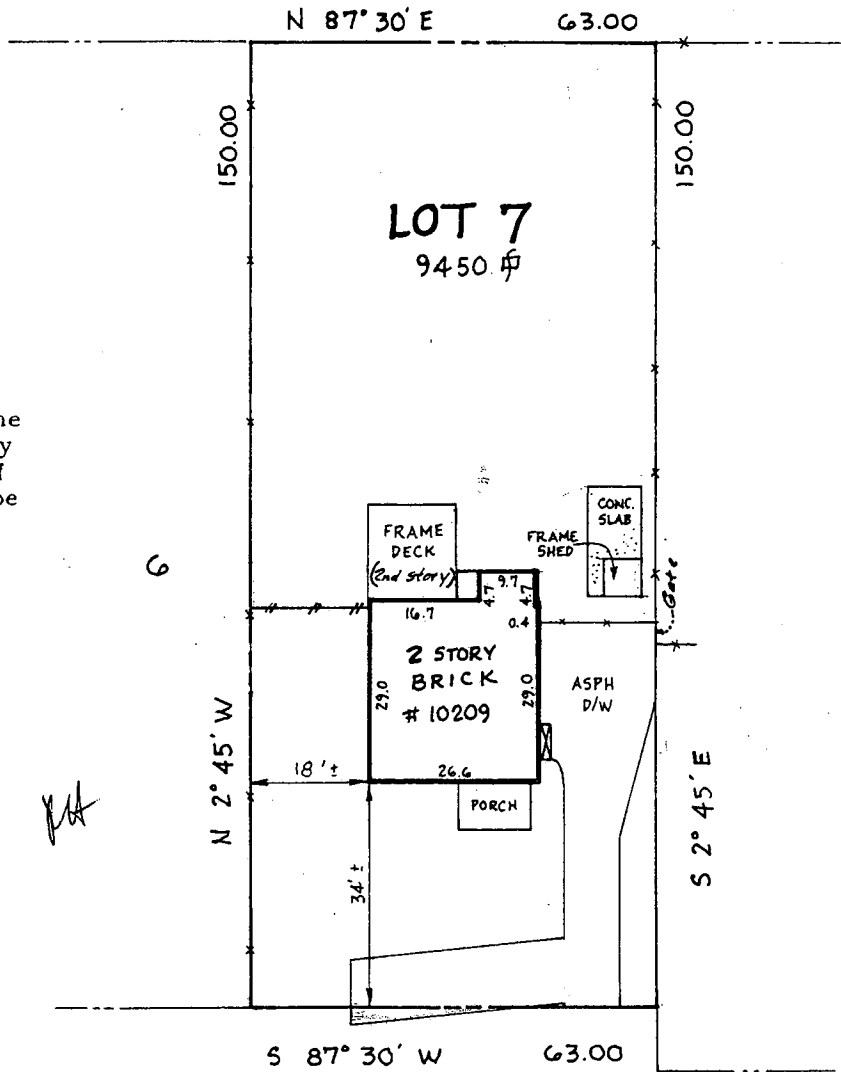 N 87° 30' E 63.00
150.00
150.00
LOT 7
9450
6
FRAME
DECK
(2nd story)
CONC.
SLAB
FRAME
SHED
Gate
9.7
4.7
4.7
16.7
0.4
2 STORY
BRICK
# 10209
29.0
29.0
ASPH
D/W
18'±
26.6
PORCH
34'±
N 2° 45' W
S 2° 45' E
S 87° 30' W 63.00